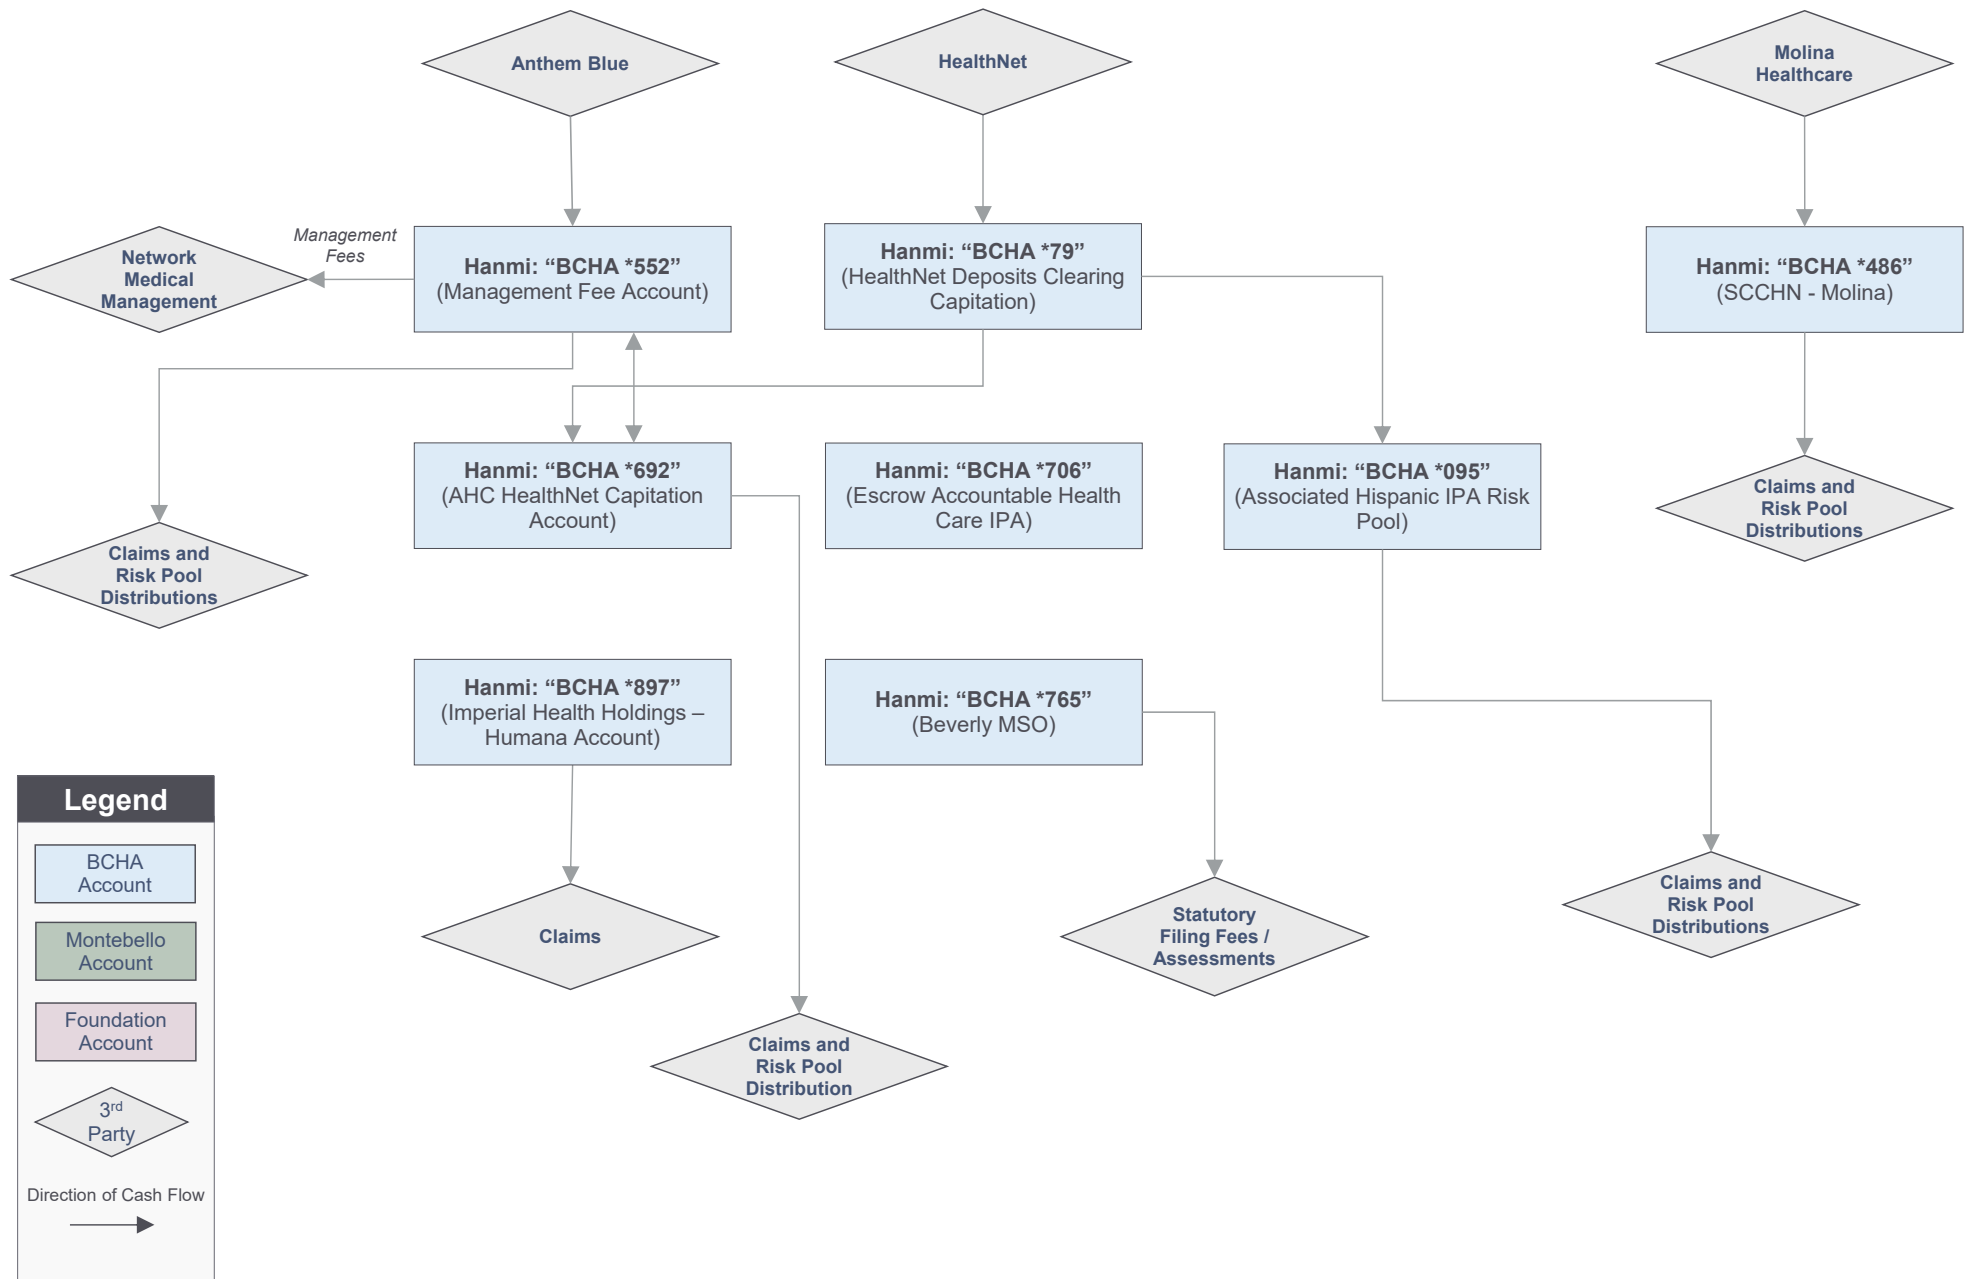 Anthem Blue
HealthNet
Molina
Healthcare
Management
Fees
Network
Medical
Management
Hanmi: “BCHA *552”
(Management Fee Account)
Hanmi: “BCHA *79”
(HealthNet Deposits Clearing
Capitation)
Hanmi: “BCHA *486”
(SCCHN - Molina)
Hanmi: “BCHA *692”
(AHC HealthNet Capitation
Account)
Hanmi: “BCHA *706”
(Escrow Accountable Health
Care IPA)
Hanmi: “BCHA *095”
(Associated Hispanic IPA Risk
Pool)
Claims and
Risk Pool
Distributions
Claims and
Risk Pool
Distributions
Hanmi: “BCHA *897”
(Imperial Health Holdings –
Humana Account)
Hanmi: “BCHA *765”
(Beverly MSO)
Claims
Statutory
Filing Fees /
Assessments
Claims and
Risk Pool
Distributions
Claims and
Risk Pool
Distribution
Legend
BCHA
Account
Montebello
Account
Foundation
Account
3rd
Party
Direction of Cash Flow